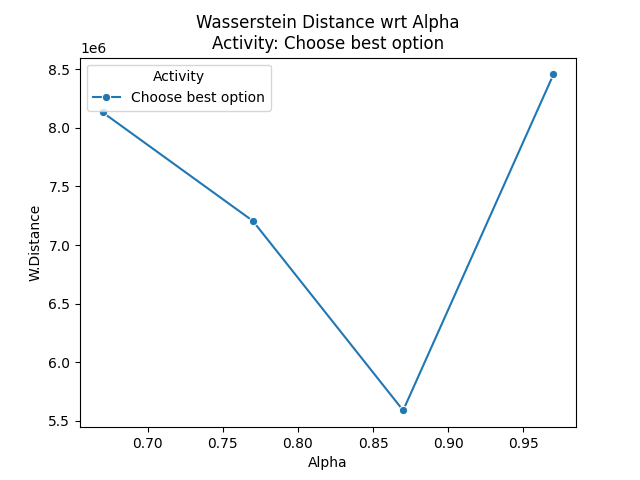 Wasserstein Distance wrt Alpha
Activity: Choose best option
1e6
8.5
8.0
7.5
7.0
6.5
6.0
5.5
W.Distance
Activity
Choose best option
0.70 0.75 0.80 0.85 0.90 0.95
Alpha